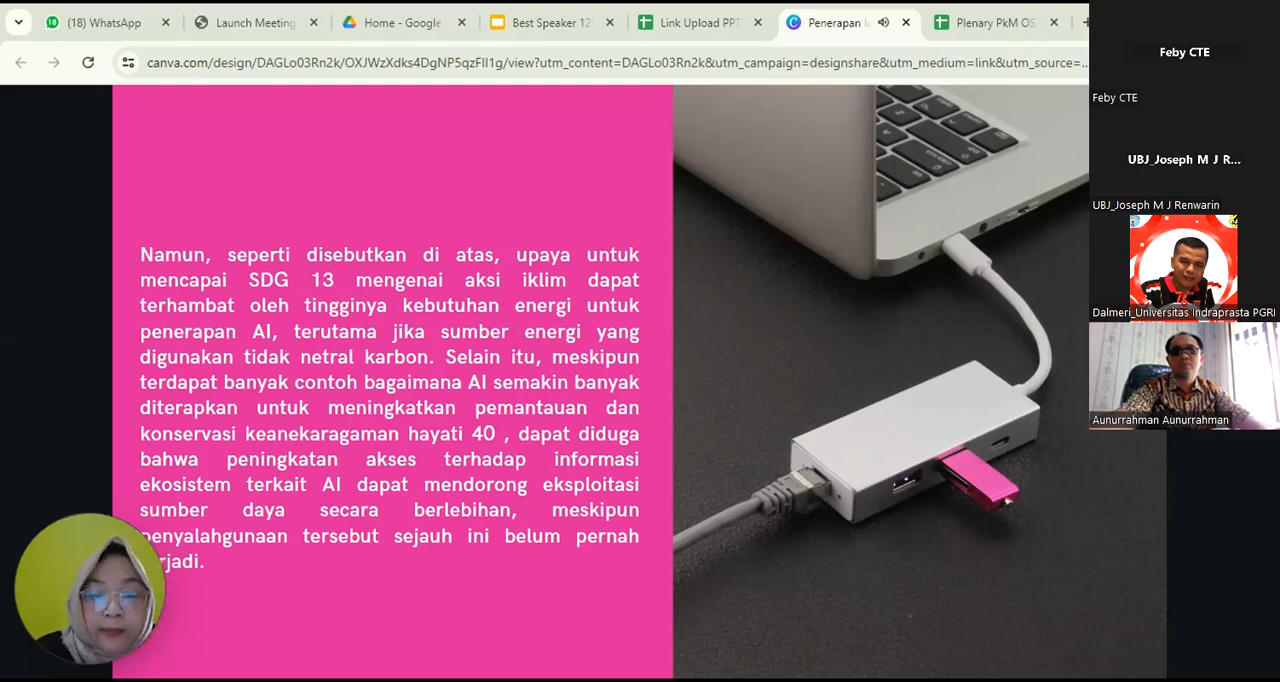 (18) WhatsApp
Launch Meeting
Home - Google
Best Speaker 12
Link Upload PPT
Penerapan
Plenary PkM OS
canva.com/design/DAGLo03Rn2k/OXJWzXdks4DgNP5qzFlI1g/view?utm_content=DAGLo03Rn2k&utm_campaign=designshare&utm_medium=link&utm_source=...
Namun, seperti disebutkan di atas, upaya untuk
mencapai SDG 13 mengenai aksi iklim dapat
terhambat oleh tingginya kebutuhan energi untuk
penerapan AI, terutama jika sumber energi yang
digunakan tidak netral karbon. Selain itu, meskipun
terdapat banyak contoh bagaimana AI semakin banyak
diterapkan untuk meningkatkan pemantauan dan
konservasi keanekaragaman hayati 40 , dapat diduga
bahwa peningkatan akses terhadap informasi
ekosistem terkait AI dapat mendorong eksploitasi
sumber daya secara berlebihan, meskipun
penyalahgunaan tersebut sejauh ini belum pernah
rjadi.
Feby CTE
Feby CTE
UBJ_Joseph M J R...
UBJ_Joseph M J Renwarin
Dalmeri_Universitas Indraprasta PGRI
Aunurrahman Aunurrahman